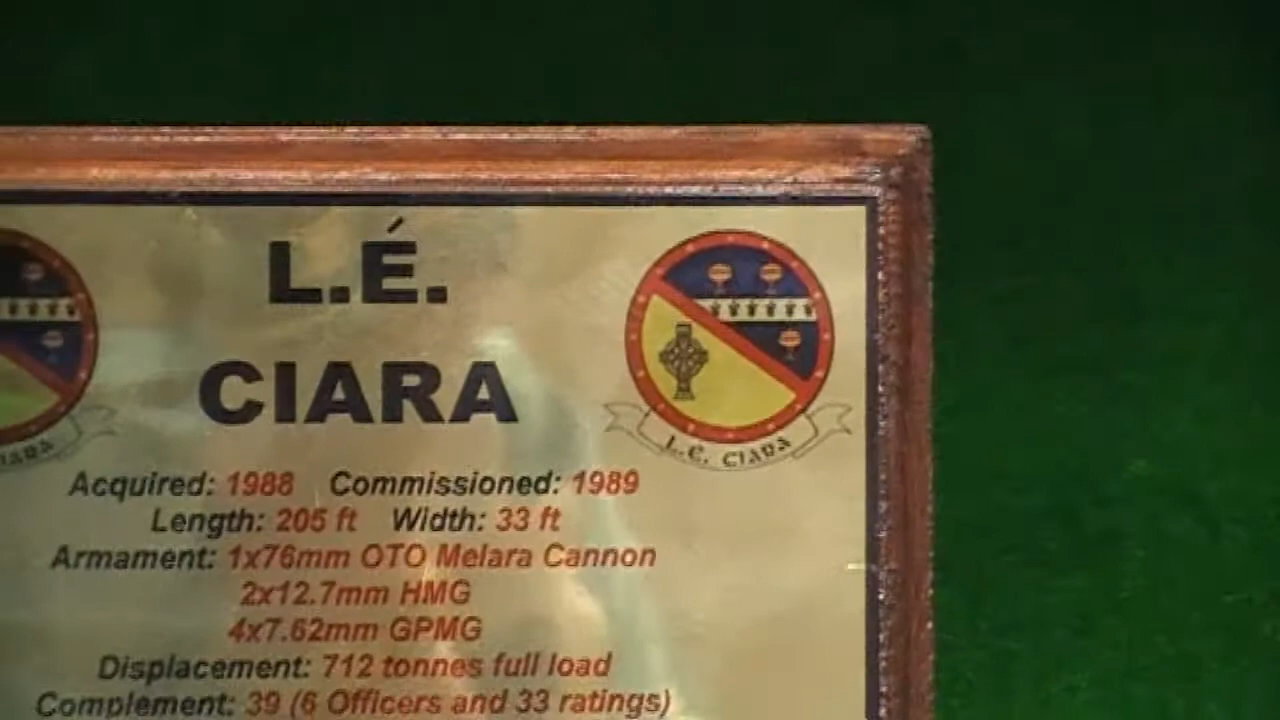 L.É.
CIARA
L.É. CIARA
CIARA
Acquired: 1988 Commissioned: 1989
Length: 205 ft Width: 33 ft
Armament: 1x76mm OTO Melara Cannon
2x12.7mm HMG
4x7.62mm GPMG
Displacement: 712 tonnes full load
Complement: 39 (6 Officers and 33 ratings)